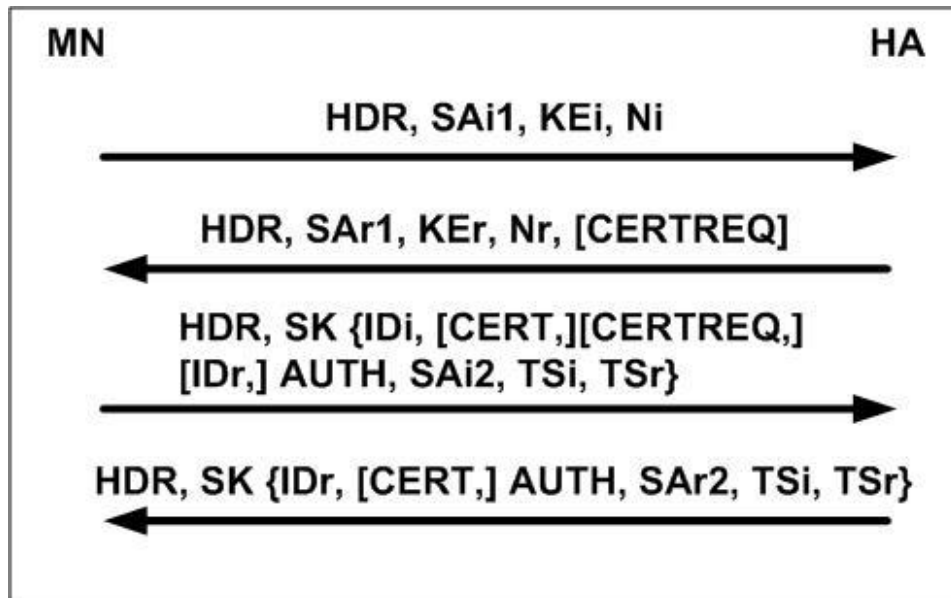 MN
HA
HDR, SAi1, KEi, Ni
HDR, SAr1, KEr, Nr, [CERTREQ]
HDR, SK {IDi, [CERT,][CERTREQ,]
[IDr,] AUTH, SAi2, TSi, TSr}
HDR, SK {IDr, [CERT,] AUTH, SAr2, TSi, TSr}